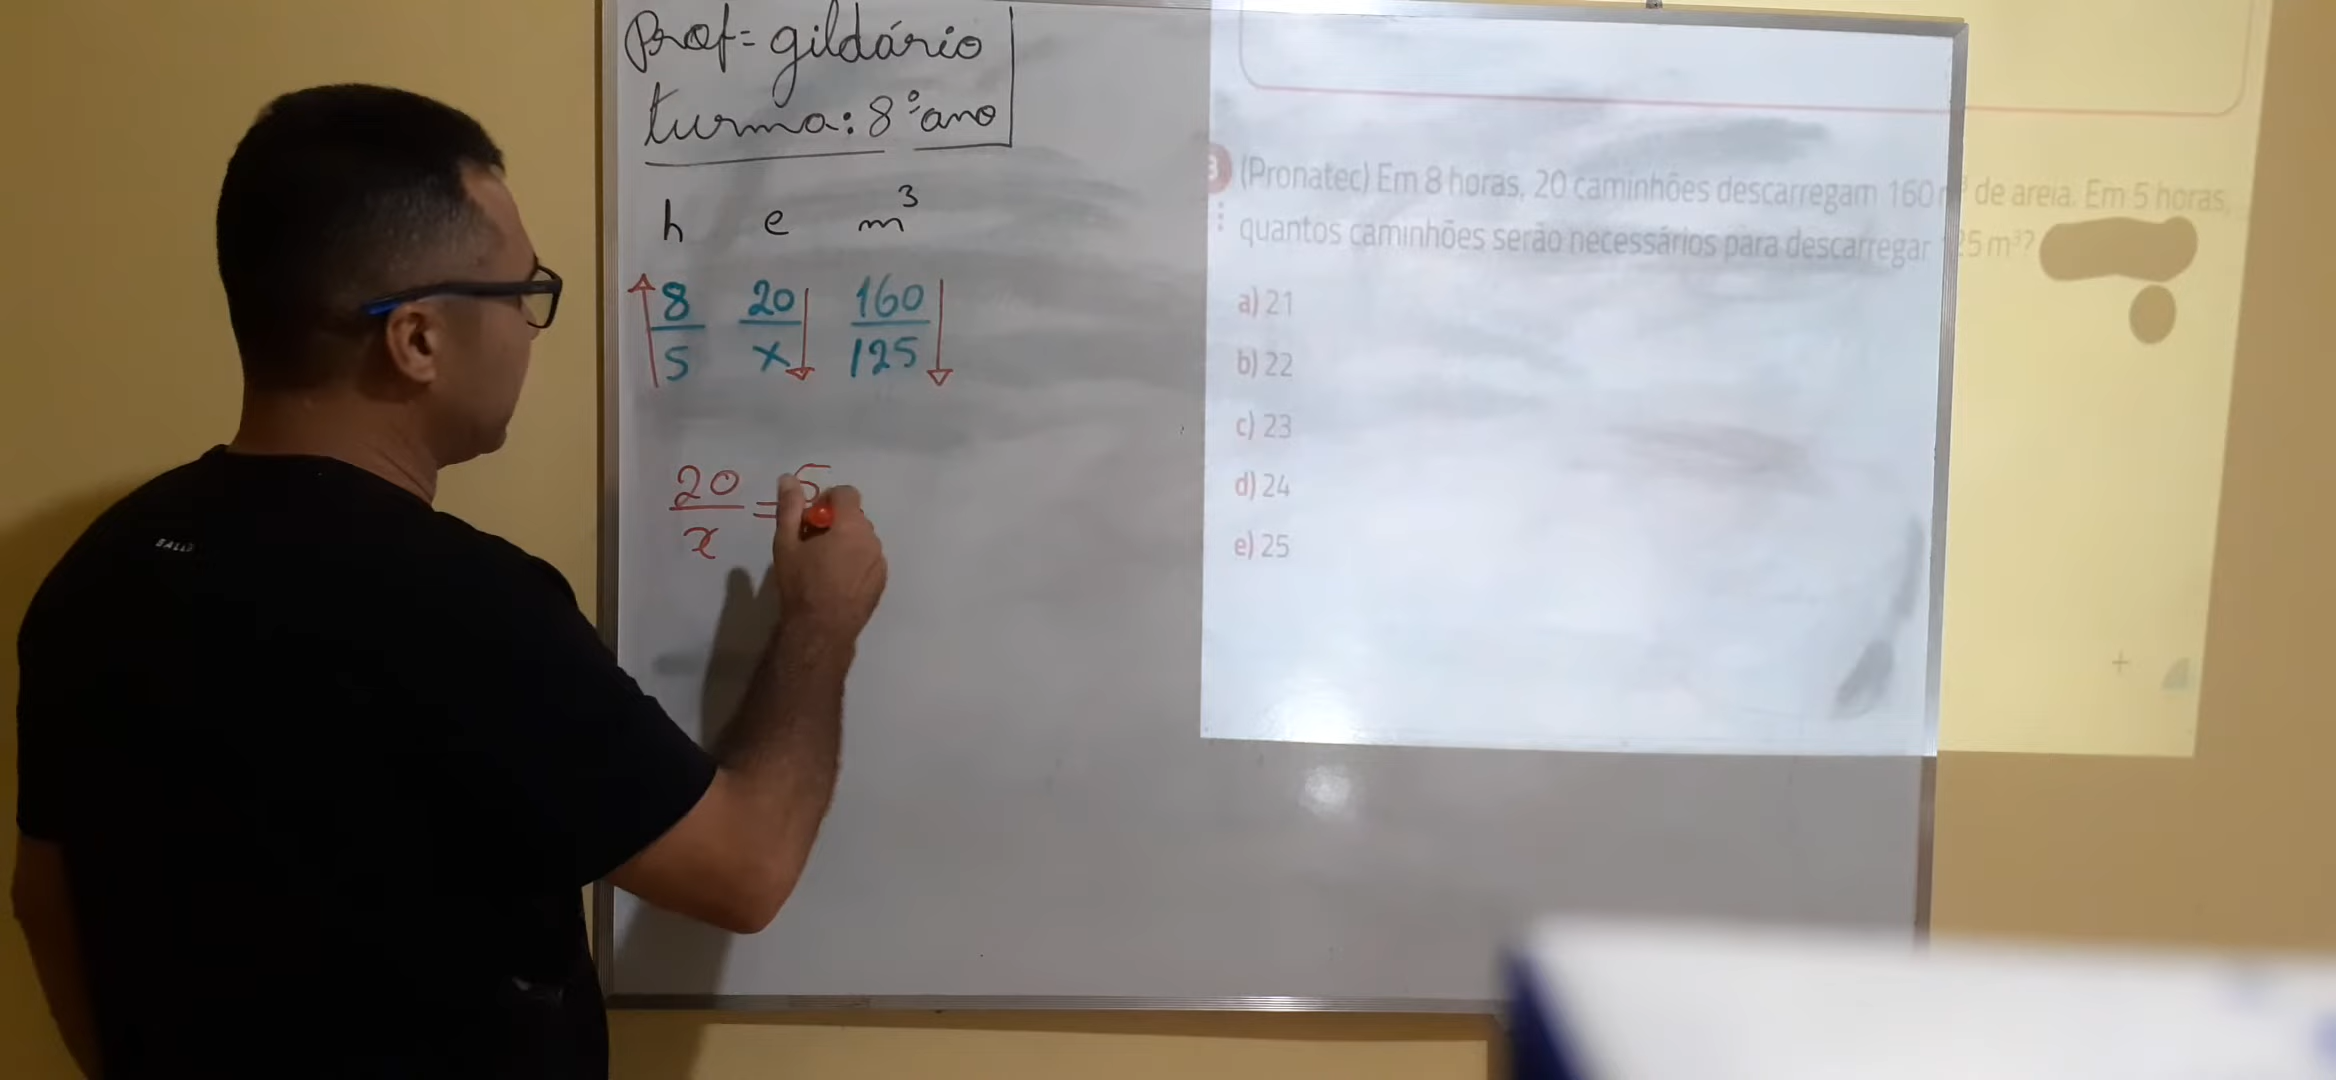 Prof= gildário
turma: 8º ano
h e m³
8 20 160
5 x 125
20 = 5
x
3 (Pronatec) Em 8 horas, 20 caminhões descarregam 160 m³ de areia. Em 5 horas,
quantos caminhões serão necessários para descarregar 125 m³?
a) 21
b) 22
c) 23
d) 24
e) 25